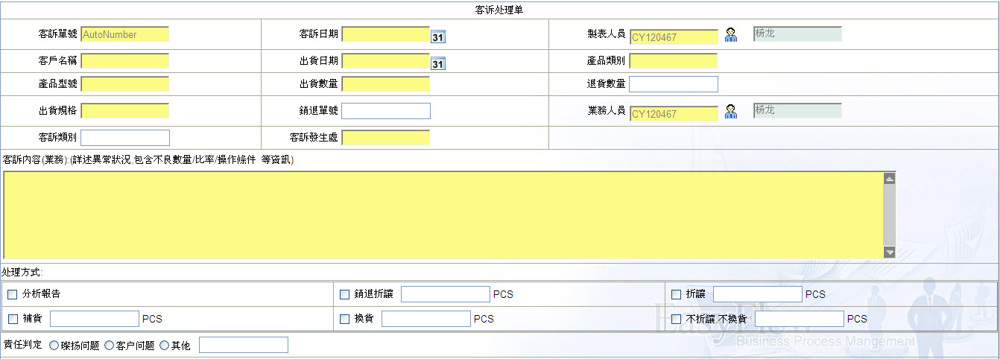 客诉处理单
客訴單號 AutoNumber 客訴日期 31 製表人員 CY120467 杨龙
客戶名稱 出貨日期 31 產品類別
產品型號 出貨數量 退貨數量
出貨規格 銷退單號 業務人員 CY120467 杨龙
客訴類別 客訴發生處
客訴內容(業務):(詳述異常狀況,包含不良數量/比率/操作條件 等資訊)
处理方式:
分析報告 銷退折讓 PCS 折讓 PCS
補貨 PCS 換貨 PCS 不折讓,不換貨 PCS
EasyFlow
Business Process Mangement
責任判定 璨扬问题 客户问题 其他